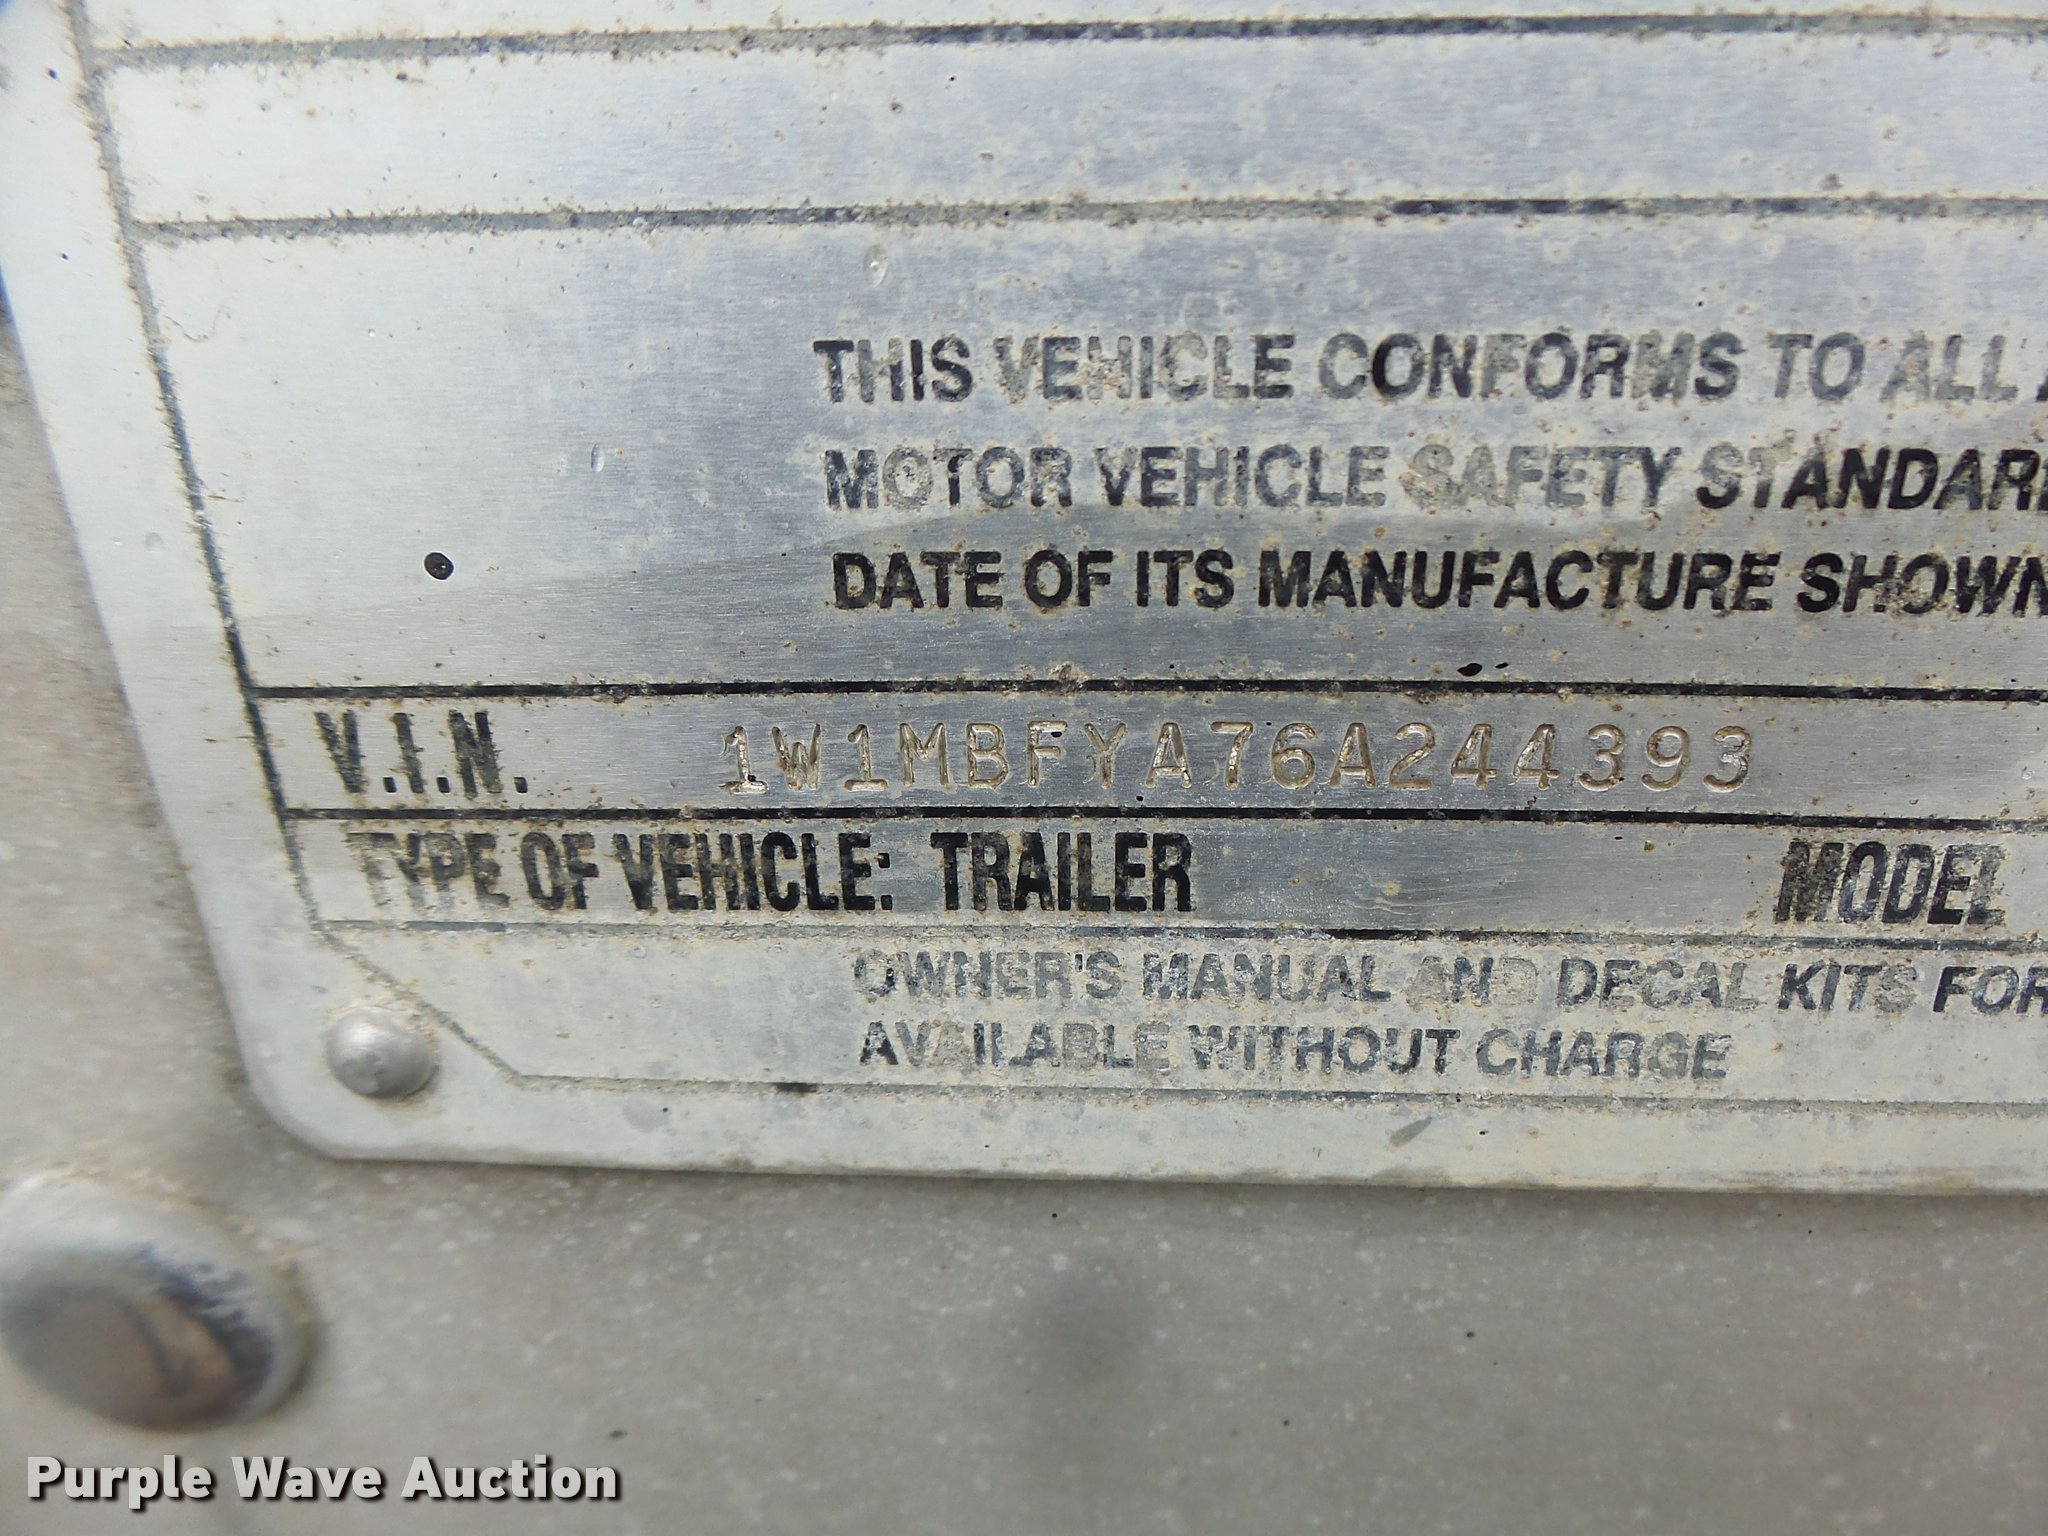 THIS VEHICLE CONFORMS TO ALL
MOTOR VEHICLE SAFETY STANDARD
DATE OF ITS MANUFACTURE SHOWN
V.I.N. 1W1MBFYA76A244393
TYPE OF VEHICLE: TRAILER MODEL
OWNER'S MANUAL AND DECAL KITS FOR
AVAILABLE WITHOUT CHARGE
Purple Wave Auction